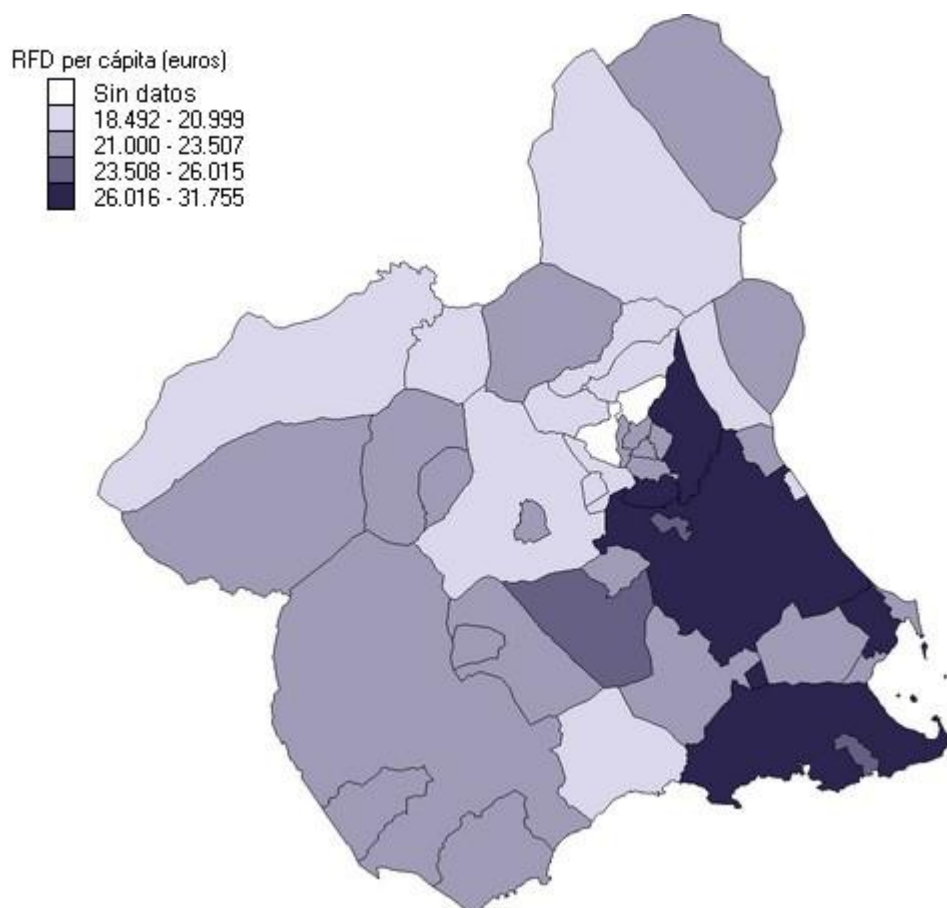 RFD per cápita (euros)
Sin datos
18.492 - 20.999
21.000 - 23.507
23.508 - 26.015
26.016 - 31.755